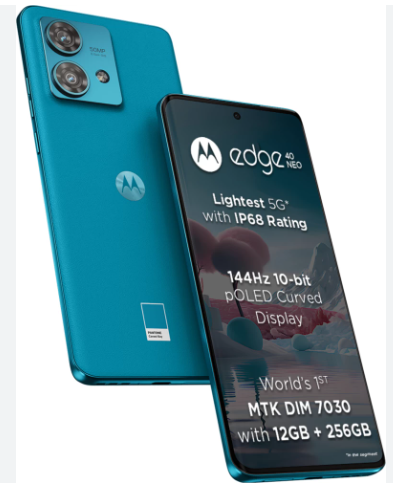 50MP
PANTONE
edge 40 NEO
Lightest 5G*
with IP68 Rating
144Hz 10-bit
pOLED Curved
Display
World's 1ST
MTK DIM 7030
with 12GB + 256GB